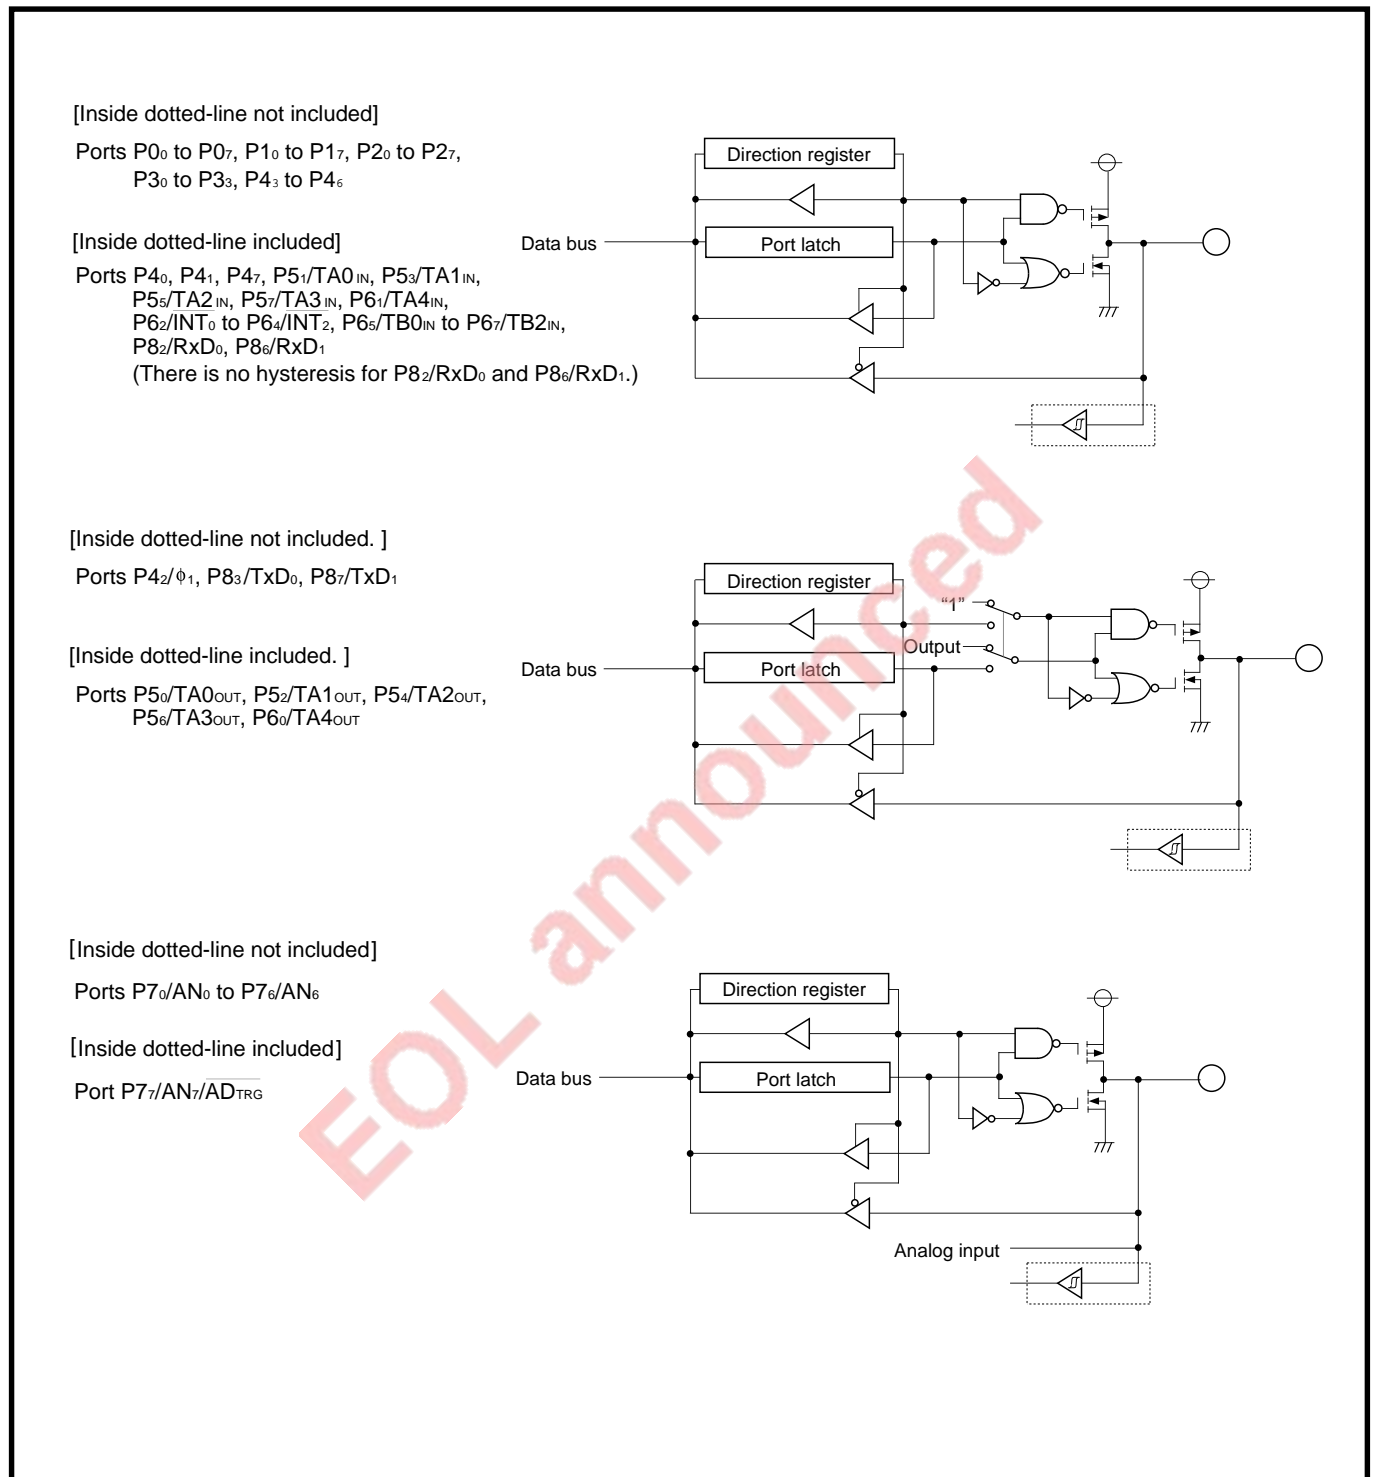 [Inside dotted-line not included]
Ports P0₀ to P0₇, P1₀ to P1₇, P2₀ to P2₇,
P3₀ to P3₃, P4₃ to P4₆
[Inside dotted-line included]
Ports P4₀, P4₁, P4₇, P5₁/TA0IN, P5₃/TA1IN,
P5₅/TA2IN, P5₇/TA3IN, P6₁/TA4IN,
P6₂/INT₀ to P6₄/INT₂, P6₅/TB0IN to P6₇/TB2IN,
P8₂/RxD₀, P8₆/RxD₁
(There is no hysteresis for P8₂/RxD₀ and P8₆/RxD₁.)
Direction register
Data bus
Port latch
[Inside dotted-line not included. ]
Ports P4₂/ϕ₁, P8₃/TxD₀, P8₇/TxD₁
[Inside dotted-line included. ]
Ports P5₀/TA0OUT, P5₂/TA1OUT, P5₄/TA2OUT,
P5₆/TA3OUT, P6₀/TA4OUT
Direction register
“1”
Output
Data bus
Port latch
[Inside dotted-line not included]
Ports P7₀/AN₀ to P7₆/AN₆
[Inside dotted-line included]
Port P7₇/AN₇/ADTRG
Direction register
Data bus
Port latch
Analog input
EOL announced